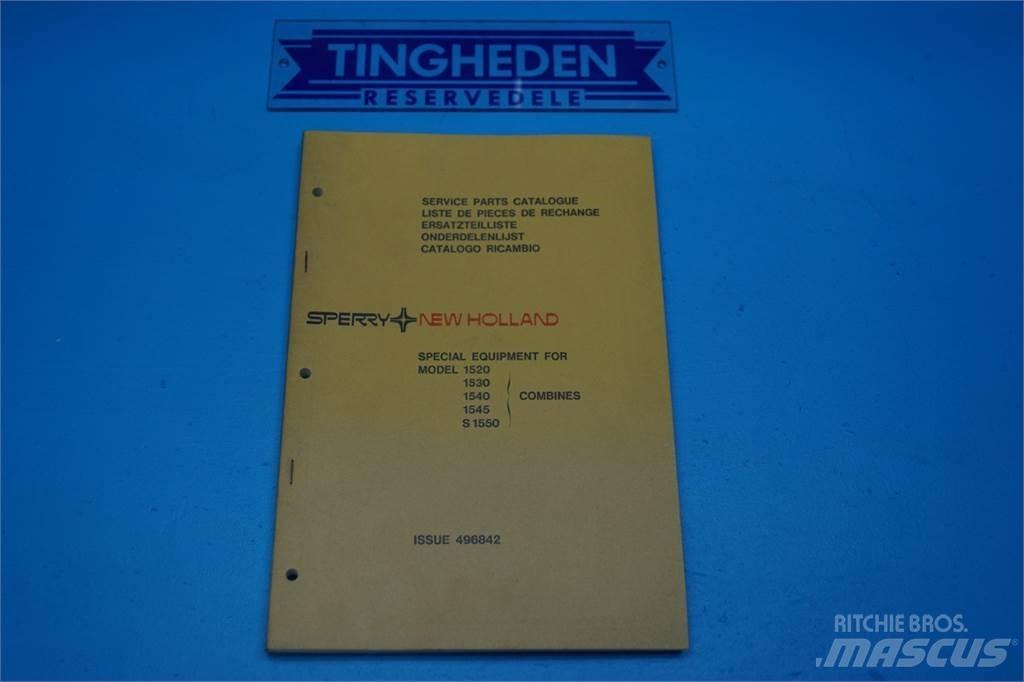 TINGHEDEN
RESERVEDELE
SERVICE PARTS CATALOGUE
LISTE DE PIECES DE RECHANGE
ERSATZTEILLISTE
ONDERDELENLIJST
CATALOGO RICAMBIO
SPERRY NEW HOLLAND
SPECIAL EQUIPMENT FOR
MODEL 1520
1530
1540 COMBINES
1545
S 1550
ISSUE 496842
RITCHIE BROS.
MASCUS